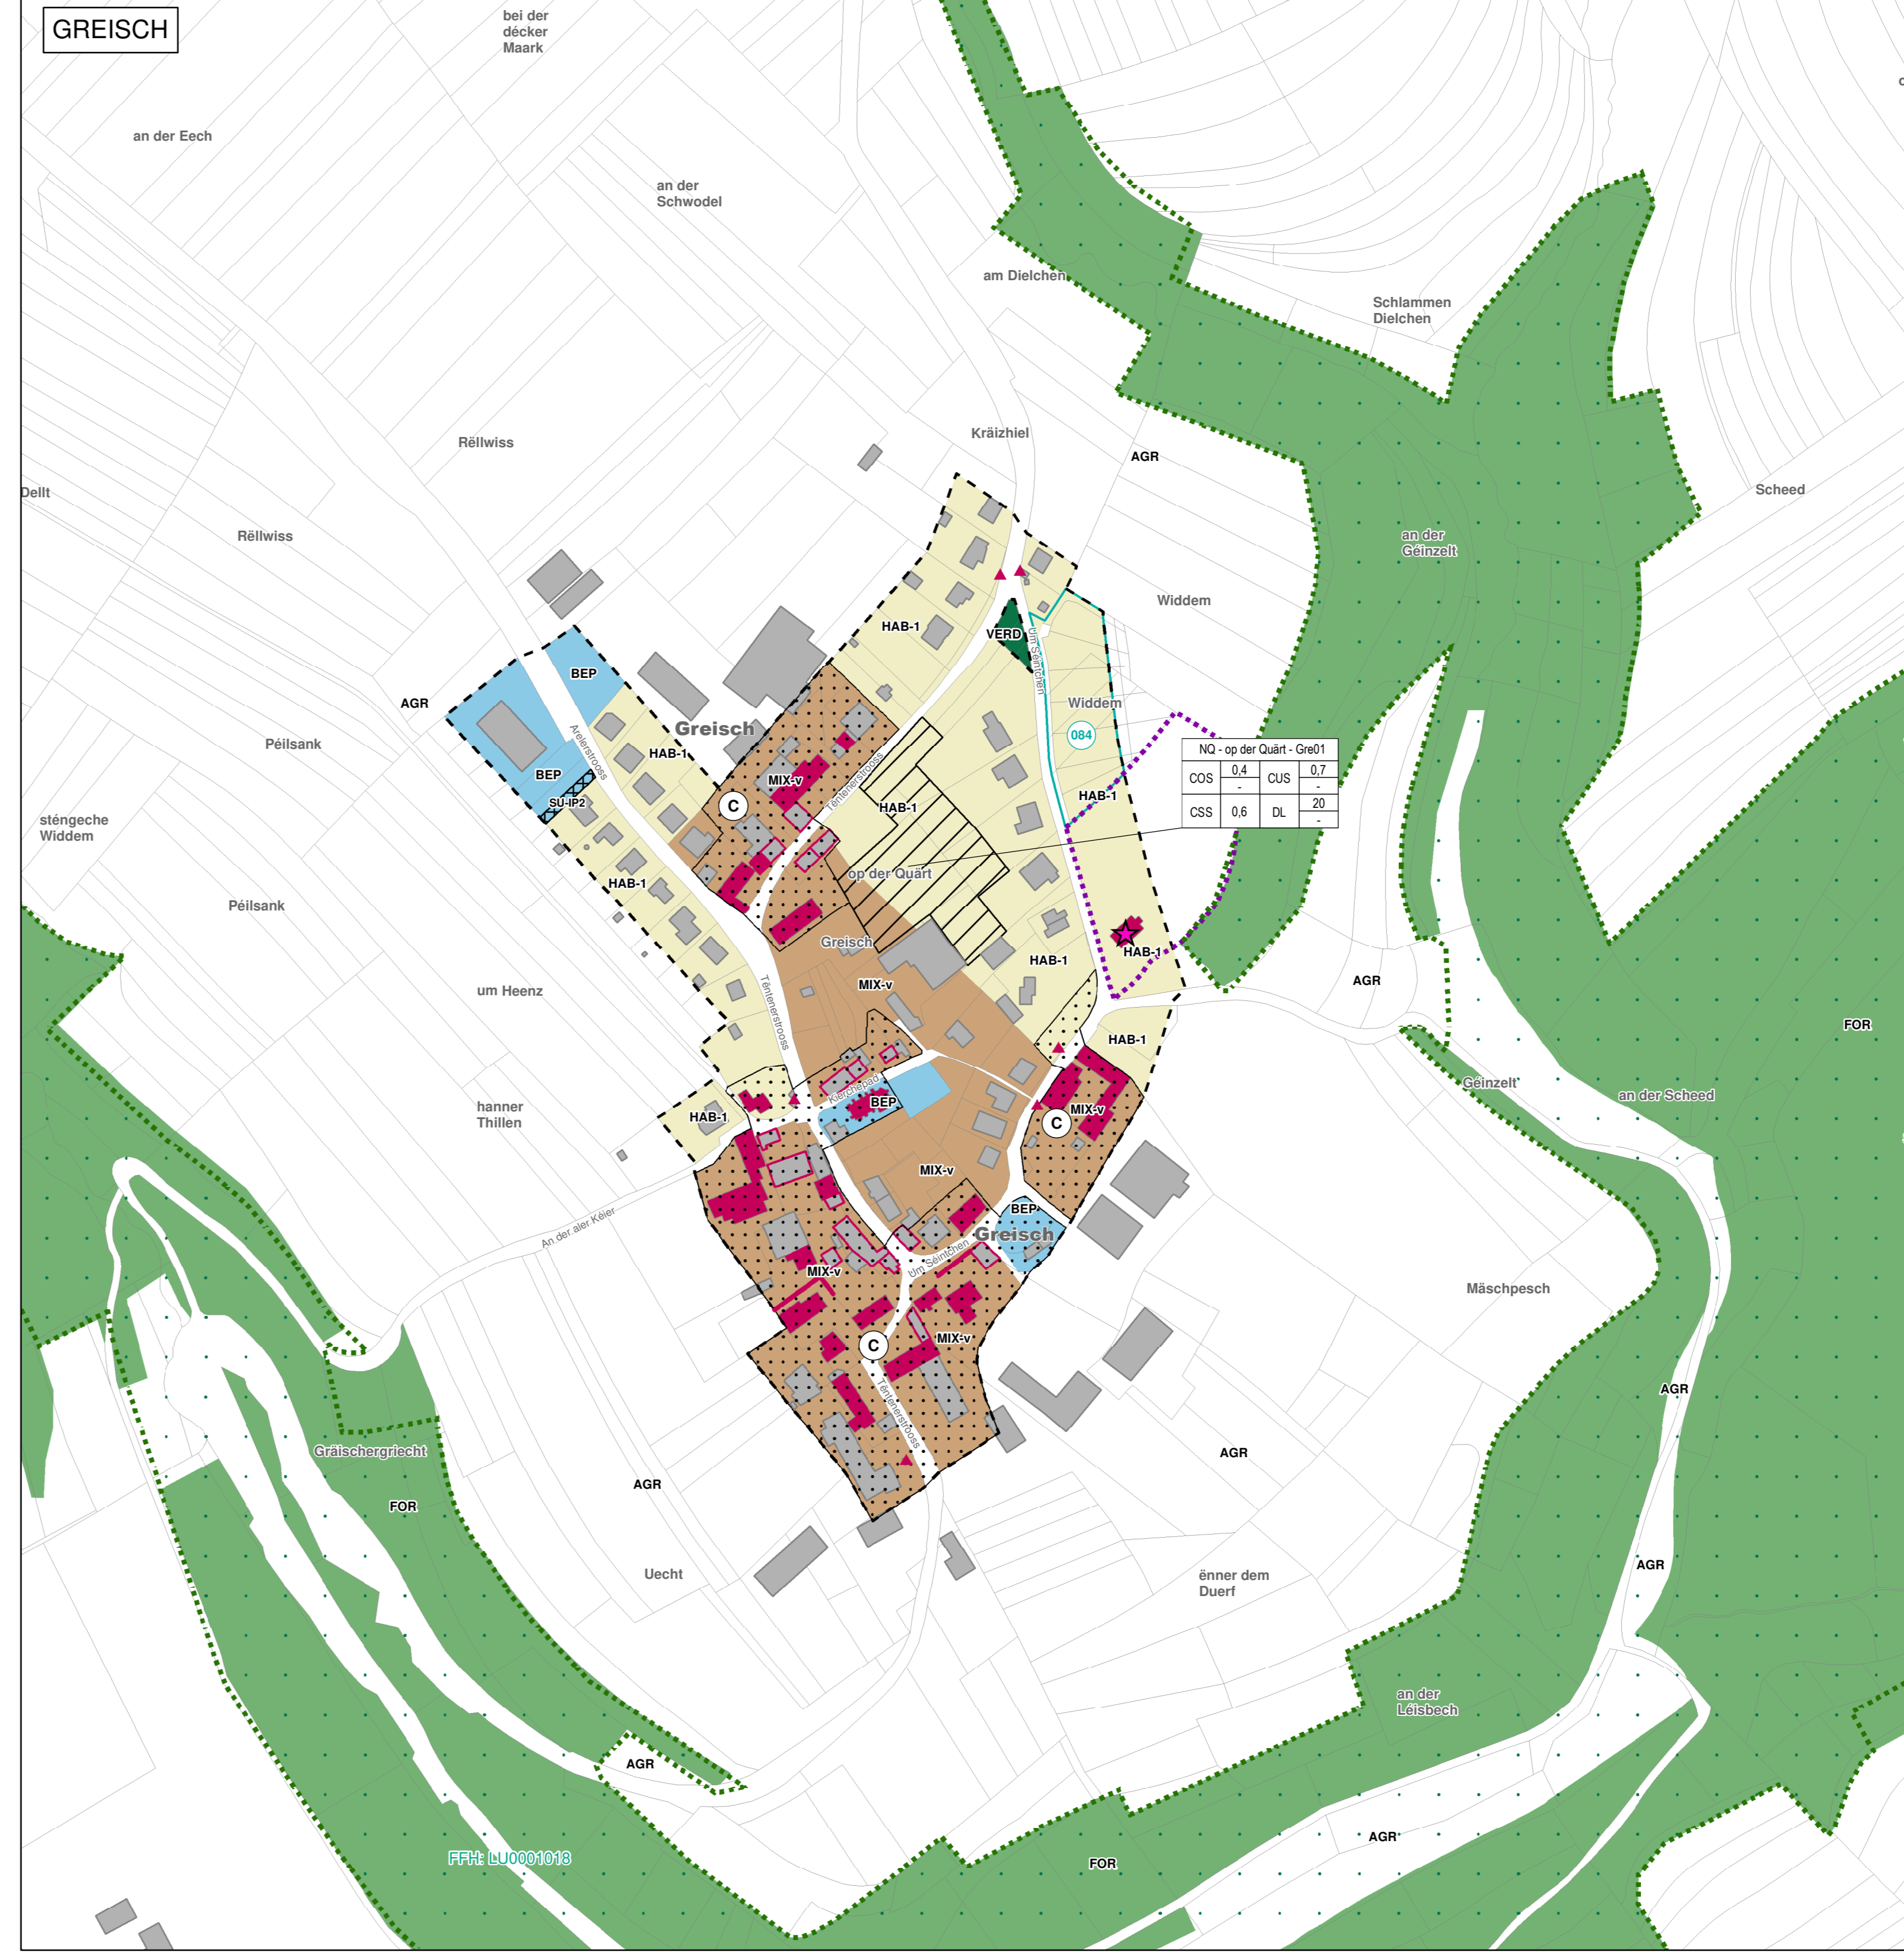 GREISCH
bei der
décker
Maark
an der Eech
an der
Schwodel
am Dielchen
Schlammen
Dielchen
Kräizhiel
Rëllwiss
AGR
Dellt
Scheed
Rëllwiss
an der
Géinzelt
Widdem
HAB-1
VERD
Um Séintchen
BEP
AGR
Widdem
Greisch
084
Péilsank
Arelerstrooss
HAB-1
NQ - op der Quärt - Gre01
COS
0,4
-
CUS
0,7
-
CSS
0,6
DL
20
-
BEP
MIX-v
Téntenerstrooss
HAB-1
HAB-1
SU-IP2
C
sténgeche
Widdem
op der Quärt
HAB-1
Péilsank
Greisch
HAB-1
HAB-1
um Heenz
MIX-v
AGR
Téntenerstrooss
FOR
HAB-1
Géinzelt
an der Scheed
Kierchepad
BEP
hanner
Thillen
HAB-1
MIX-v
C
MIX-v
BEP
Greisch
An der aler Kéier
Um Séintchen
MIX-v
Mäschpesch
MIX-v
C
AGR
Téntenerstrooss
Gräischergriecht
AGR
AGR
FOR
AGR
Uecht
ënner dem
Duerf
an der
Léisbech
AGR
AGR
FFH: LU0001018
FOR